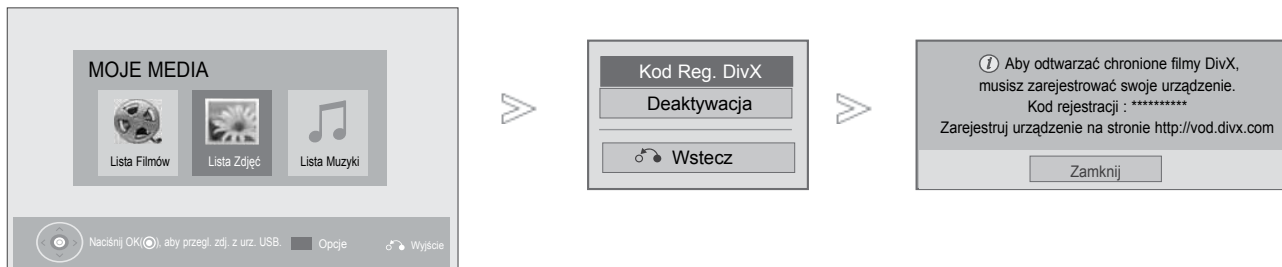 MOJE MEDIA
Lista Filmów
Lista Zdjęć
Lista Muzyki
Naciśnij OK(◉), aby przegl. zdj. z urz. USB.
Opcje
Wyjście
Kod Reg. DivX
Deaktywacja
Wstecz
Aby odtwarzać chronione filmy DivX,
musisz zarejestrować swoje urządzenie.
Kod rejestracji : **********
Zarejestruj urządzenie na stronie http://vod.divx.com
Zamknij